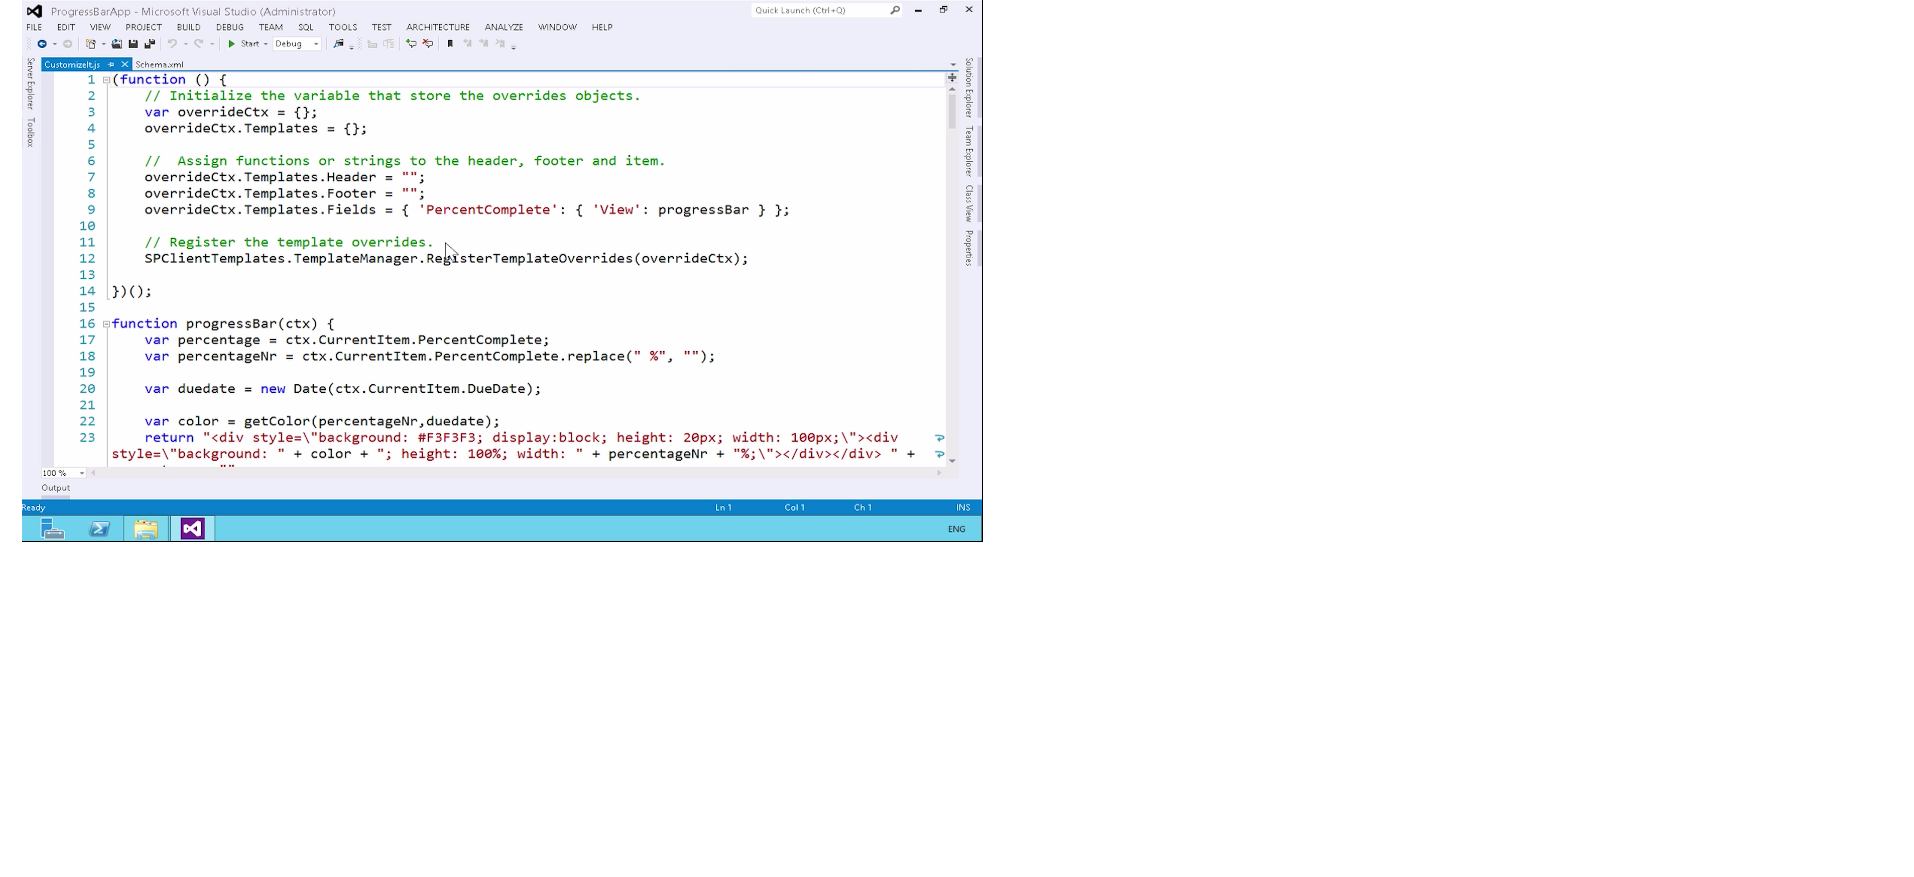 ProgressBarApp - Microsoft Visual Studio (Administrator)
Quick Launch (Ctrl+Q)
FILE EDIT VIEW PROJECT BUILD DEBUG TEAM SQL TOOLS TEST ARCHITECTURE ANALYZE WINDOW HELP
Start Debug
CustomizeIt.js Schema.xml
Server Explorer
Toolbox
1 (function () {
2 // Initialize the variable that store the overrides objects.
3 var overrideCtx = {};
4 overrideCtx.Templates = {};
5
6 //  Assign functions or strings to the header, footer and item.
7 overrideCtx.Templates.Header = "";
8 overrideCtx.Templates.Footer = "";
9 overrideCtx.Templates.Fields = { 'PercentComplete': { 'View': progressBar } };
10
11 // Register the template overrides.
12 SPClientTemplates.TemplateManager.RegisterTemplateOverrides(overrideCtx);
13
14 })();
15
16 function progressBar(ctx) {
17 var percentage = ctx.CurrentItem.PercentComplete;
18 var percentageNr = ctx.CurrentItem.PercentComplete.replace(" %", "");
19
20 var duedate = new Date(ctx.CurrentItem.DueDate);
21
22 var color = getColor(percentageNr,duedate);
23 return "<div style=\"background: #F3F3F3; display:block; height: 20px; width: 100px;\"><div
style=\"background: " + color + "; height: 100%; width: " + percentageNr + "%;\"></div></div> " +
Solution Explorer
Team Explorer
Class View
Properties
100 %
Output
Ready Ln 1 Col 1 Ch 1 INS
ENG